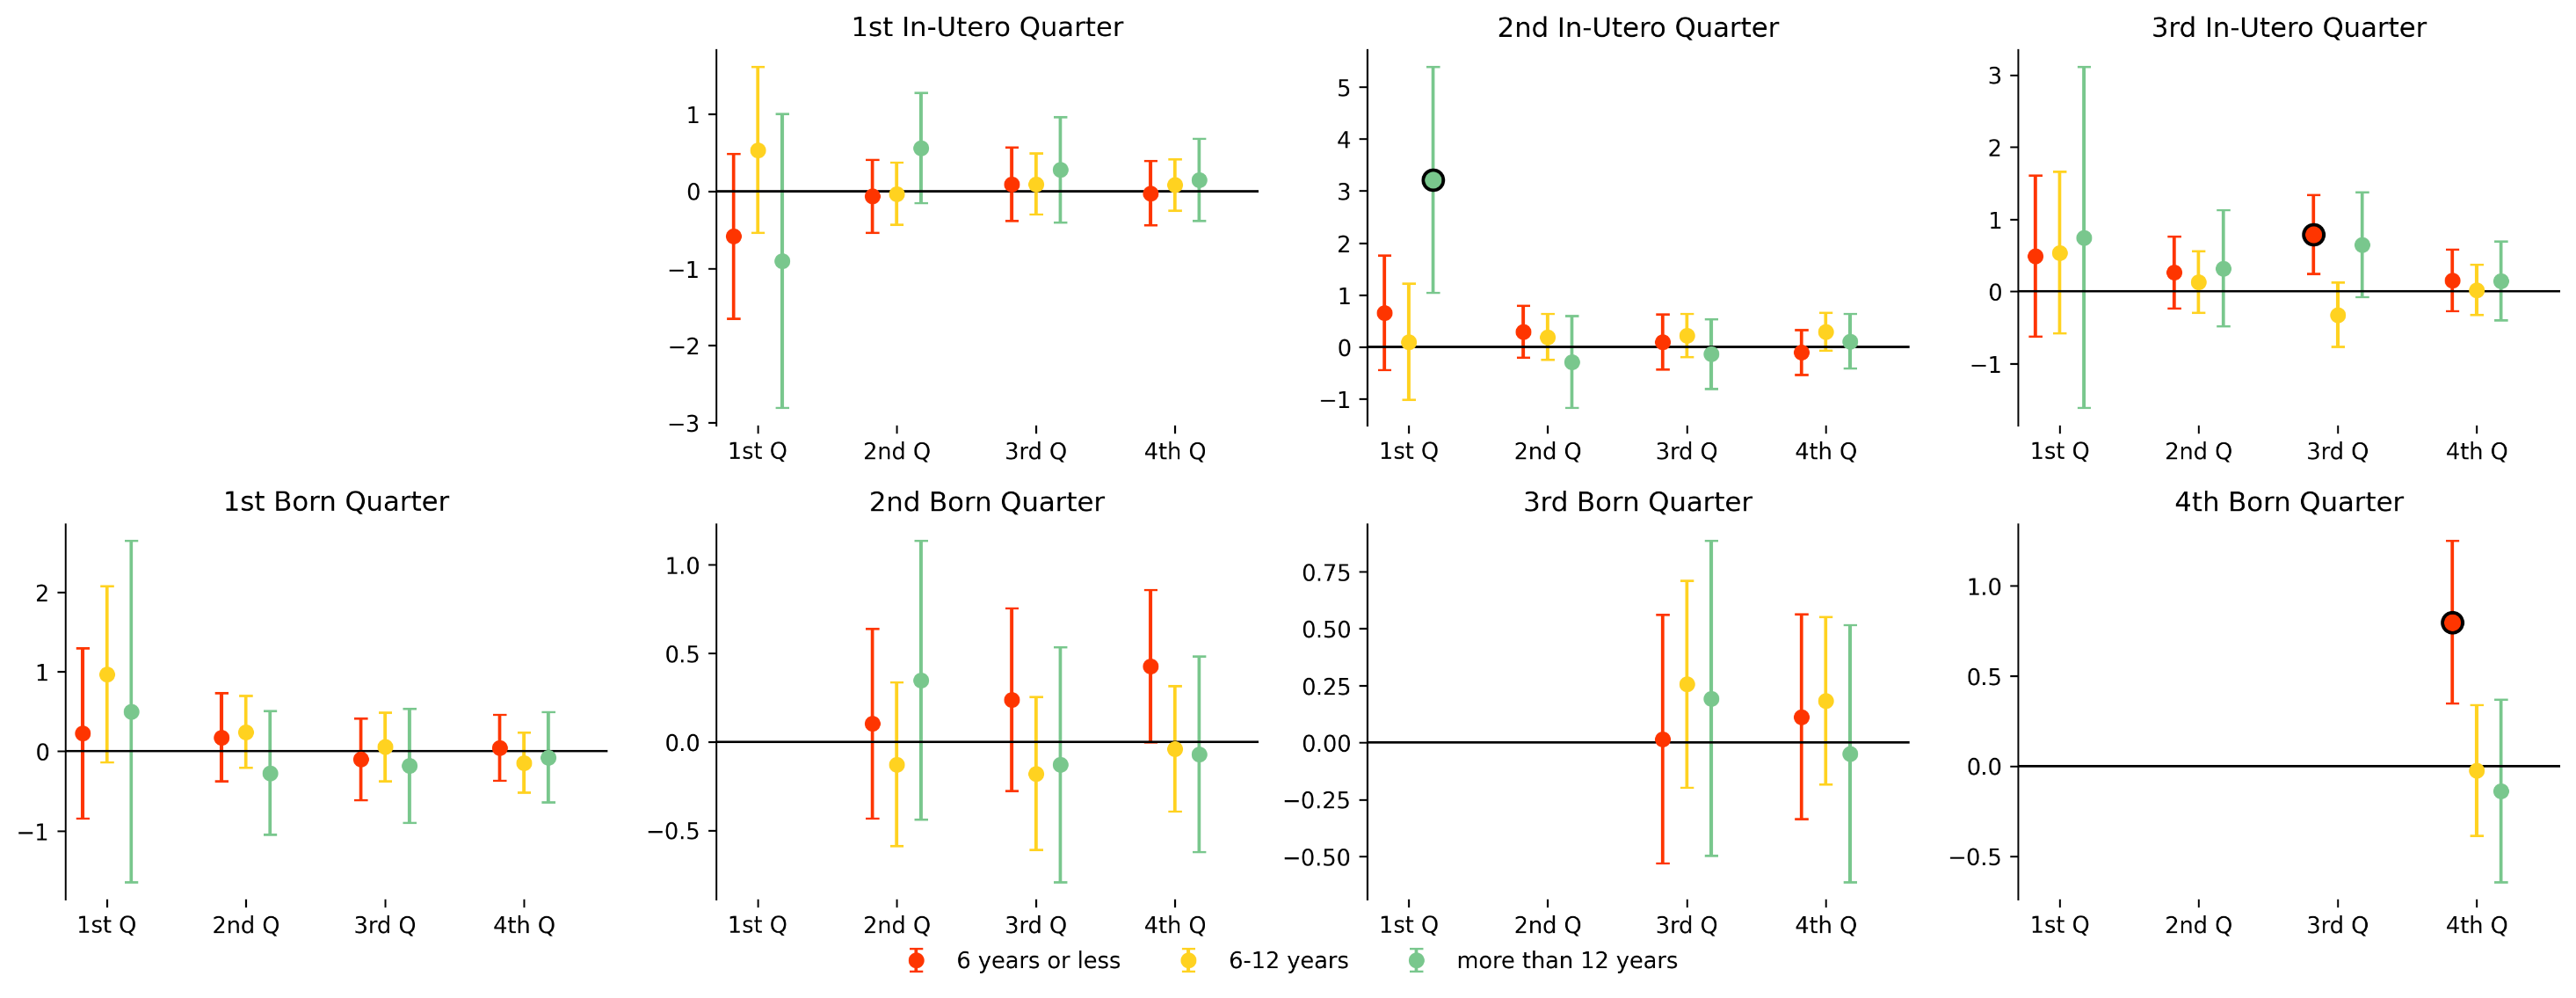 1st In-Utero Quarter
1
0
−1
−2
−3
1st Q 2nd Q 3rd Q 4th Q
2nd In-Utero Quarter
5
4
3
2
1
0
−1
1st Q 2nd Q 3rd Q 4th Q
3rd In-Utero Quarter
3
2
1
0
−1
1st Q 2nd Q 3rd Q 4th Q
1st Born Quarter
2
1
0
−1
1st Q 2nd Q 3rd Q 4th Q
2nd Born Quarter
1.0
0.5
0.0
−0.5
1st Q 2nd Q 3rd Q 4th Q
3rd Born Quarter
0.75
0.50
0.25
0.00
−0.25
−0.50
1st Q 2nd Q 3rd Q 4th Q
4th Born Quarter
1.0
0.5
0.0
−0.5
1st Q 2nd Q 3rd Q 4th Q
6 years or less 6-12 years more than 12 years